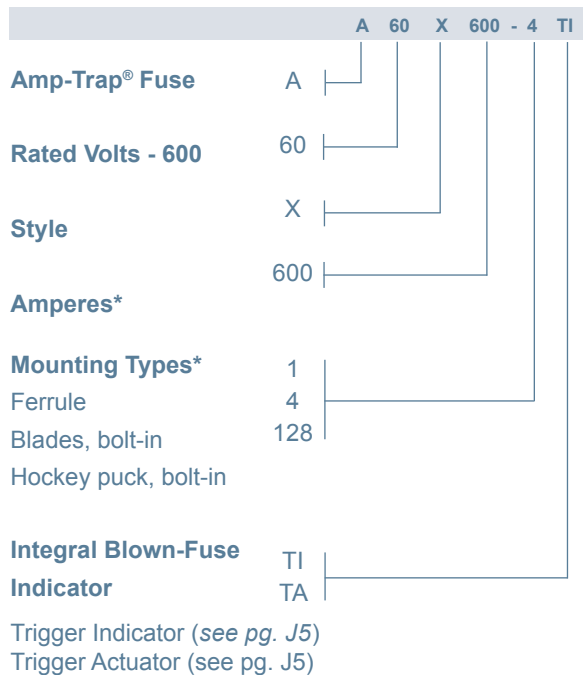 A 60 X 600 - 4 TI
Amp-Trap® Fuse A
Rated Volts - 600 60
Style X
Amperes* 600
Mounting Types* 1
Ferrule 4
Blades, bolt-in 128
Hockey puck, bolt-in
Integral Blown-Fuse TI
Indicator TA
Trigger Indicator (see pg. J5)
Trigger Actuator (see pg. J5)